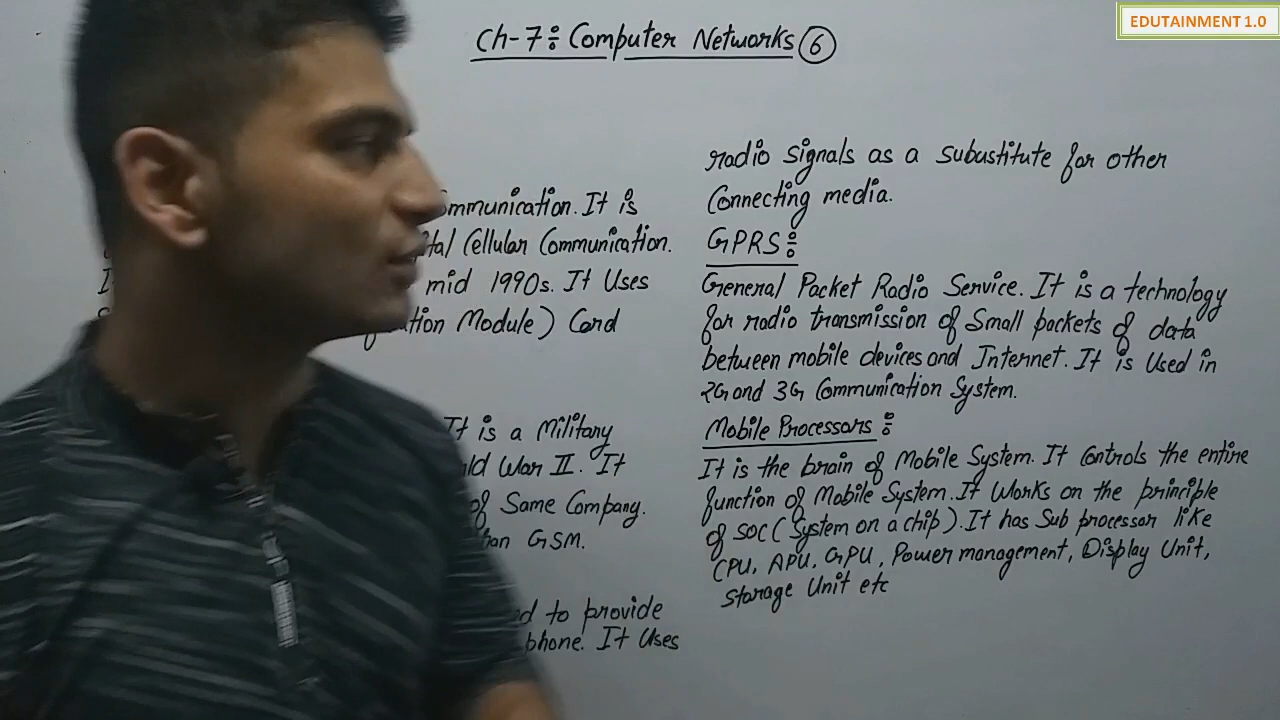 EDUTAINMENT 1.0
Ch-7: Computer Networks 6
ommunication. It is
tal Cellular Communication.
mid 1990s. It Uses
ation Module) Card
It is a Military
ld War II. It
of Same Company.
han GSM.
ed to provide
phone. It Uses
radio signals as a subustitute for other
Connecting media.
GPRS:
General Packet Radio Service. It is a technology
for radio transmission of Small packets of data
between mobile devices and Internet. It is Used in
2G and 3G Communication System.
Mobile Processors:
It is the brain of Mobile System. It Controls the entire
function of Mobile System. It Works on the principle
of SOC (System on a chip). It has Sub processor like
CPU, APU, GPU, Power management, Display Unit,
Storage Unit etc